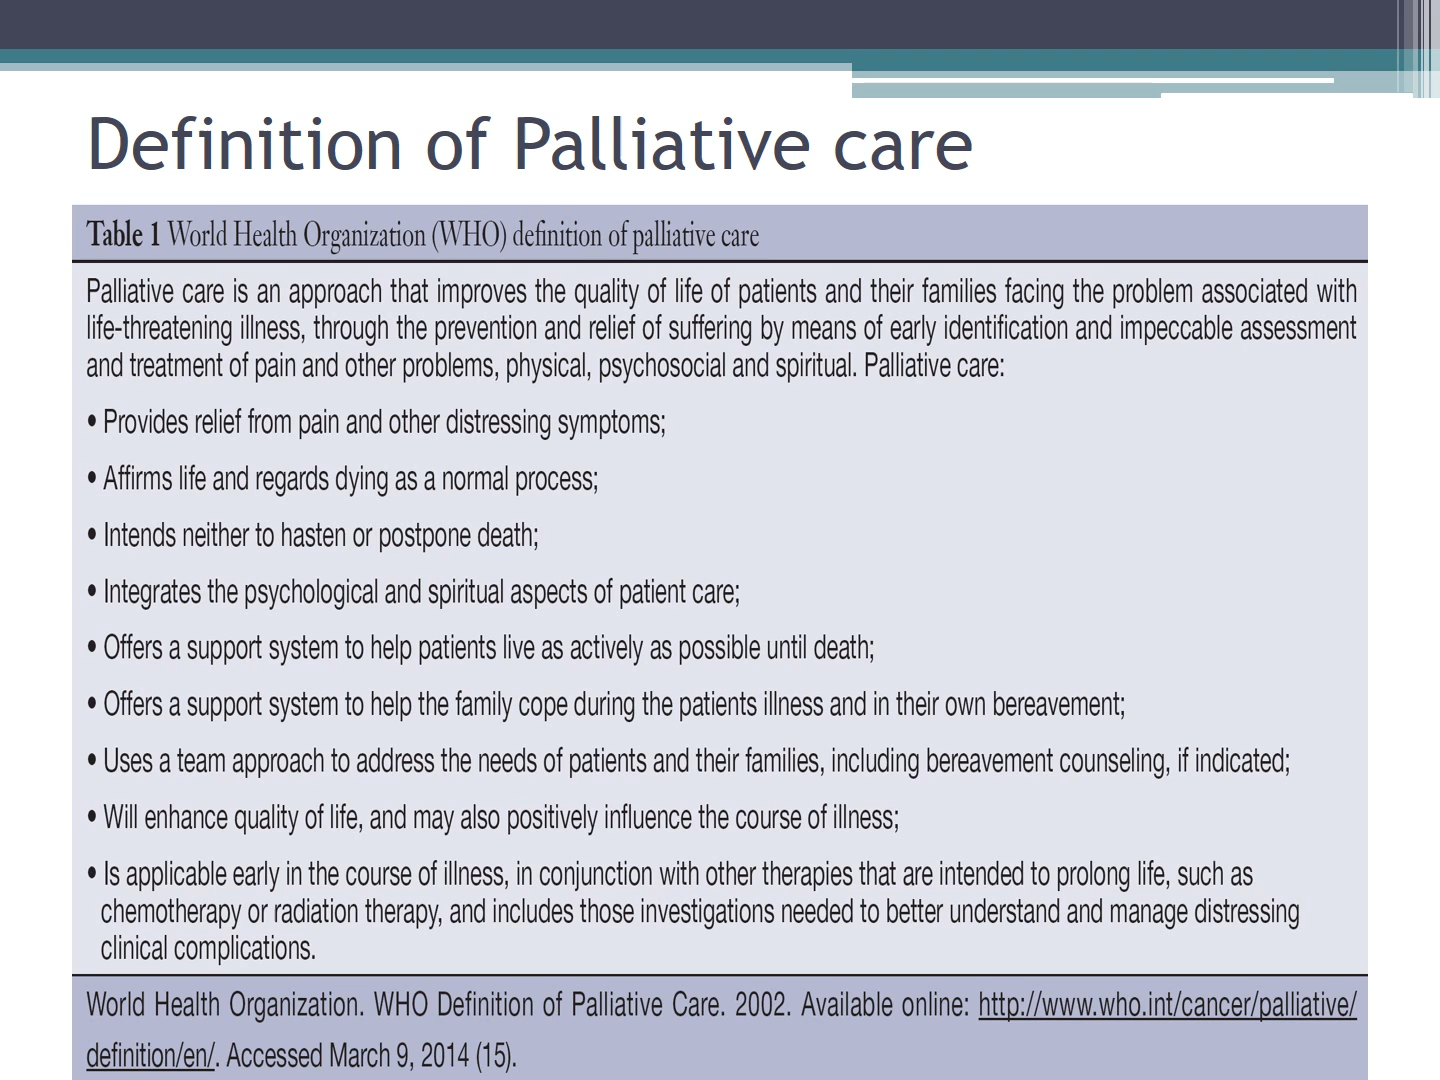 Definition of Palliative care
Table 1 World Health Organization (WHO) definition of palliative care
Palliative care is an approach that improves the quality of life of patients and their families facing the problem associated with
life-threatening illness, through the prevention and relief of suffering by means of early identification and impeccable assessment
and treatment of pain and other problems, physical, psychosocial and spiritual. Palliative care:
• Provides relief from pain and other distressing symptoms;
• Affirms life and regards dying as a normal process;
• Intends neither to hasten or postpone death;
• Integrates the psychological and spiritual aspects of patient care;
• Offers a support system to help patients live as actively as possible until death;
• Offers a support system to help the family cope during the patients illness and in their own bereavement;
• Uses a team approach to address the needs of patients and their families, including bereavement counseling, if indicated;
• Will enhance quality of life, and may also positively influence the course of illness;
• Is applicable early in the course of illness, in conjunction with other therapies that are intended to prolong life, such as
chemotherapy or radiation therapy, and includes those investigations needed to better understand and manage distressing
clinical complications.
World Health Organization. WHO Definition of Palliative Care. 2002. Available online: http://www.who.int/cancer/palliative/
definition/en/. Accessed March 9, 2014 (15).